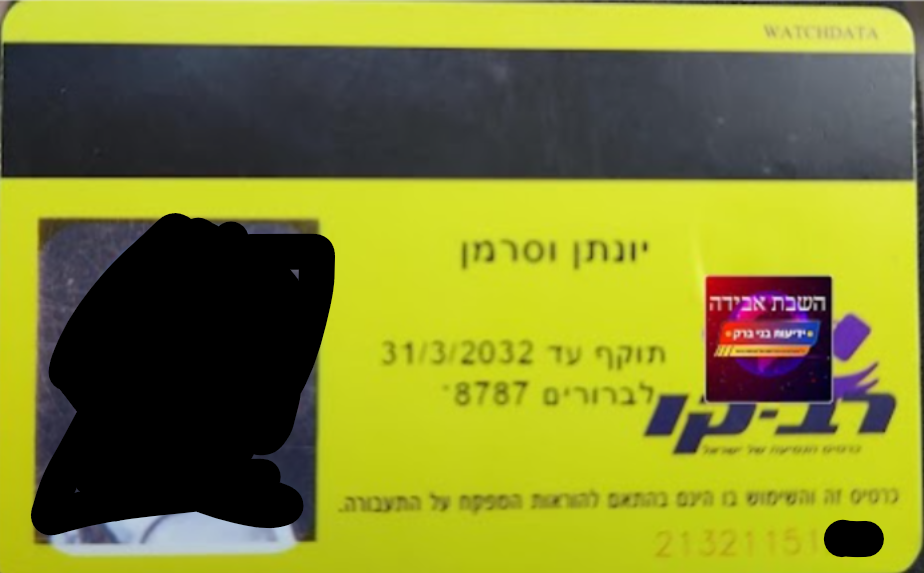 WATCHDATA
יונתן וסרמן
השבת אבידה
ידיעות בני ברק
תוקף עד 31/3/2032
לברורים 8787*
רב-קו
כרטיס הנסיעה של ישראל
כרטיס זה והשימוש בו הינם בהתאם להוראות הספקת על התעבורה.
21321151